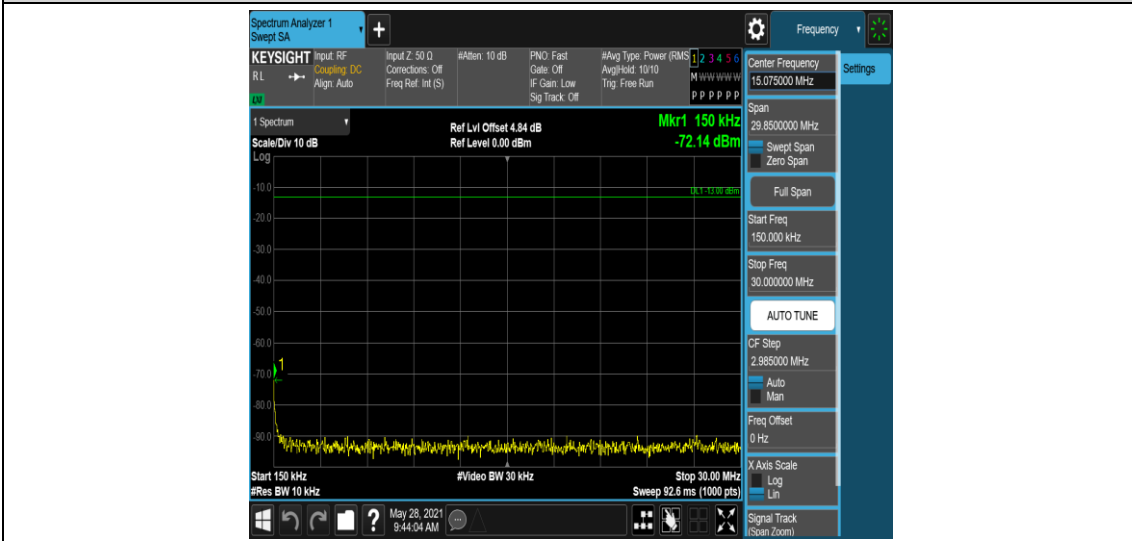 Spectrum Analyzer 1
Swept SA
+
Frequency
KEYSIGHT
RL
LXI
Input: RF
Coupling: DC
Align: Auto
Input Z: 50 Ω
Corrections: Off
Freq Ref: Int (S)
#Atten: 10 dB
PNO: Fast
Gate: Off
IF Gain: Low
Sig Track: Off
#Avg Type: Power (RMS
Avg|Hold: 10/10
Trig: Free Run
1 2 3 4 5 6
M W W W W W
P P P P P P
1 Spectrum
Scale/Div 10 dB
Log
Ref Lvl Offset 4.84 dB
Ref Level 0.00 dBm
Mkr1 150 kHz
-72.14 dBm
DL1 -13.00 dBm
-10.0
-20.0
-30.0
-40.0
-50.0
-60.0
1
-70.0
-80.0
-90.0
Start 150 kHz
#Res BW 10 kHz
#Video BW 30 kHz
Stop 30.00 MHz
Sweep 92.6 ms (1000 pts)
?
May 28, 2021
9:44:04 AM
Center Frequency
15.075000 MHz
Span
29.8500000 MHz
Swept Span
Zero Span
Full Span
Start Freq
150.000 kHz
Stop Freq
30.000000 MHz
AUTO TUNE
CF Step
2.985000 MHz
Auto
Man
Freq Offset
0 Hz
X Axis Scale
Log
Lin
Signal Track
(Span Zoom)
Settings